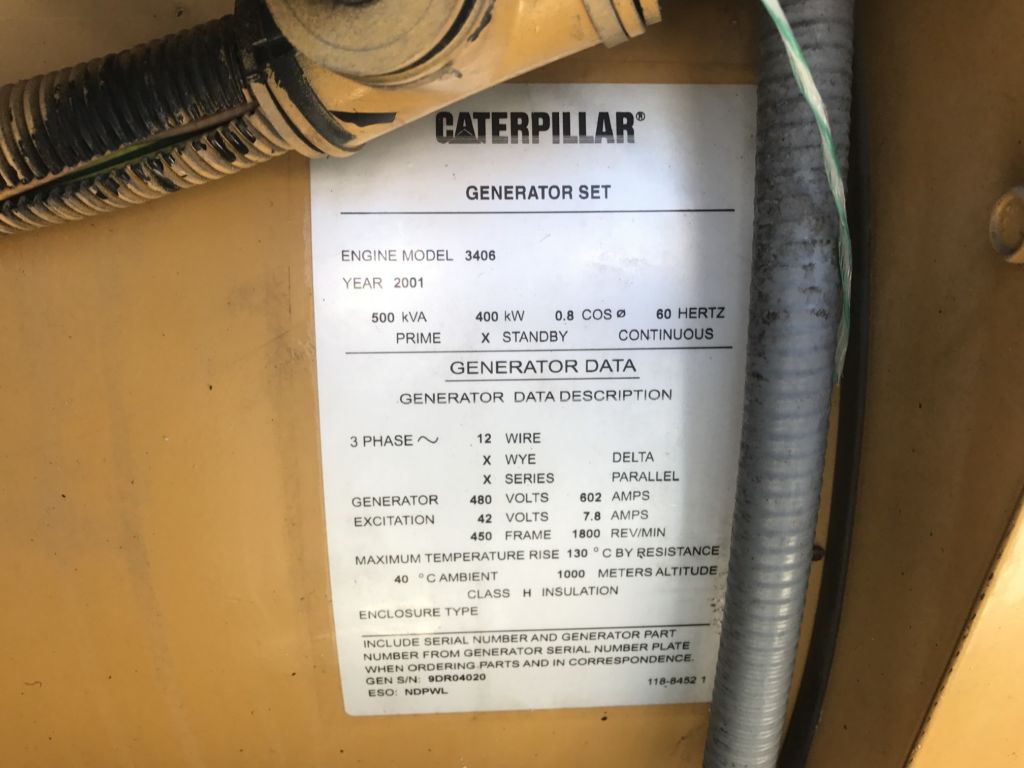 CATERPILLAR®
GENERATOR SET
ENGINE MODEL 3406
YEAR 2001
500 kVA 400 kW 0.8 COS ø 60 HERTZ
PRIME X STANDBY CONTINUOUS
GENERATOR DATA
GENERATOR DATA DESCRIPTION
3 PHASE ~ 12 WIRE
X WYE DELTA
X SERIES PARALLEL
GENERATOR 480 VOLTS 602 AMPS
EXCITATION 42 VOLTS 7.8 AMPS
450 FRAME 1800 REV/MIN
MAXIMUM TEMPERATURE RISE 130 °C BY RESISTANCE
40 °C AMBIENT 1000 METERS ALTITUDE
CLASS H INSULATION
ENCLOSURE TYPE
INCLUDE SERIAL NUMBER AND GENERATOR PART
NUMBER FROM GENERATOR SERIAL NUMBER PLATE
WHEN ORDERING PARTS AND IN CORRESPONDENCE.
GEN S/N: 9DR04020
ESO: NDPWL 118-8452 1